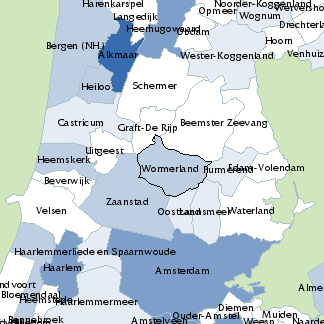 Harenkarspel
Noorder-Koggenland
Wervershoof
Langedijk
Opmeer
Wognum
Heerhugowaard
Obdam
Drechterland
Bergen (NH.)
Hoorn
Alkmaar
Wester-Koggenland
Venhuizen
Heiloo
Schermer
Castricum
Graft-De Rijp
Beemster
Zeevang
Uitgeest
Heemskerk
Wormerland
Purmerend
Edam-Volendam
Beverwijk
Zaanstad
Velsen
Oostzaan
Landsmeer
Waterland
Haarlemmerliede en Spaarnwoude
Haarlem
Amsterdam
Zandvoort
Bloemendaal
Almere
Heemstede
Haarlemmermeer
Diemen
Ouder-Amstel
Muiden
Bennebroek
Amstelveen
Weesp
Naarden